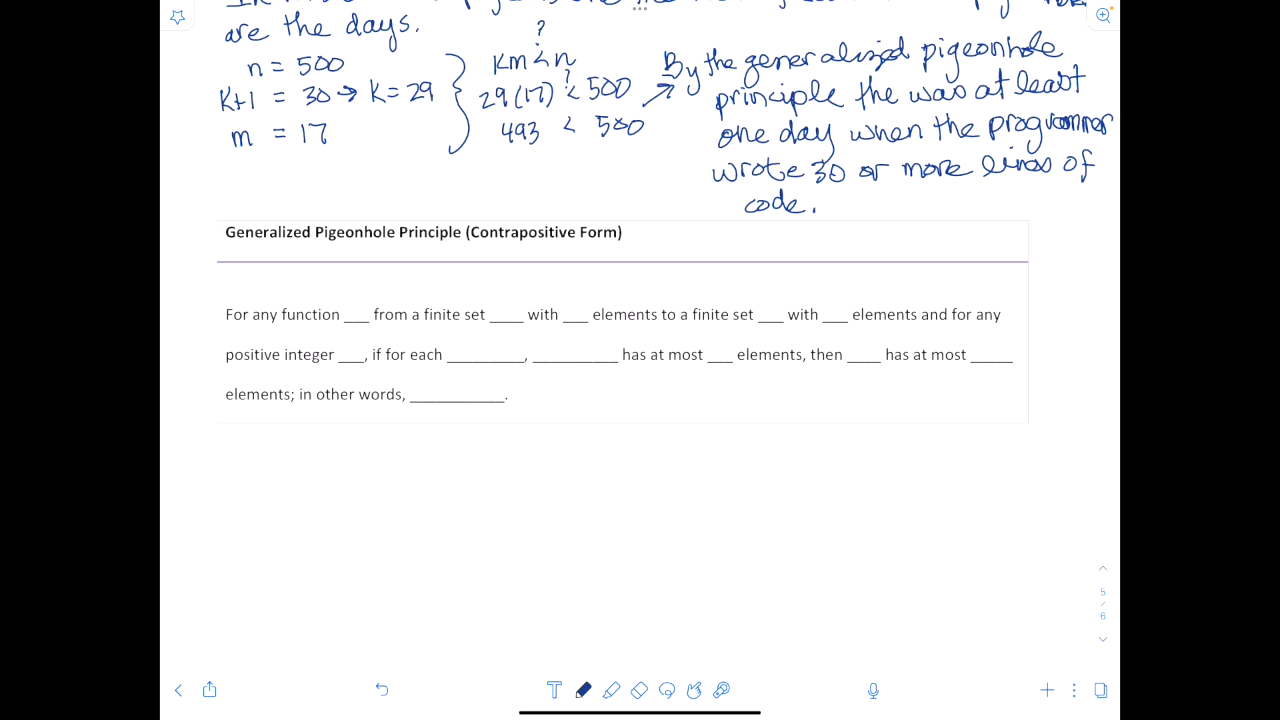 are the days.
n = 500
k+1 = 30 → k = 29
m = 17
?
km < n
?
29(17) < 500
493 < 500
By the generalized pigeonhole
principle the was at least
one day when the programmer
wrote 30 or more lines of
code.
Generalized Pigeonhole Principle (Contrapositive Form)
For any function ___ from a finite set ____ with ___ elements to a finite set ___ with ___ elements and for any
positive integer ___, if for each _________, __________ has at most ___ elements, then ____ has at most _____
elements; in other words, ___________.
5
/
6
T